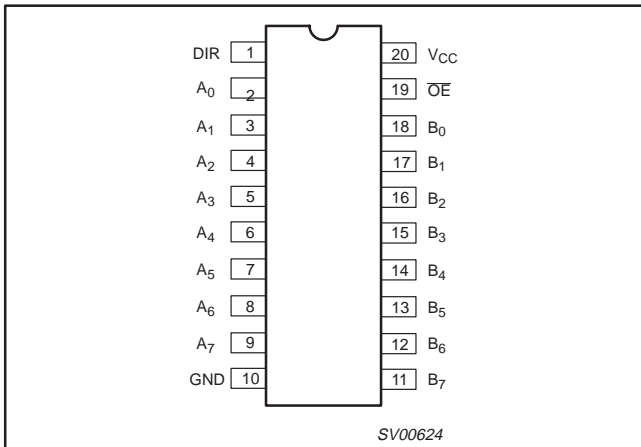 DIR 1 20 VCC
A0 2 19 OE
A1 3 18 B0
A2 4 17 B1
A3 5 16 B2
A4 6 15 B3
A5 7 14 B4
A6 8 13 B5
A7 9 12 B6
GND 10 11 B7
SV00624